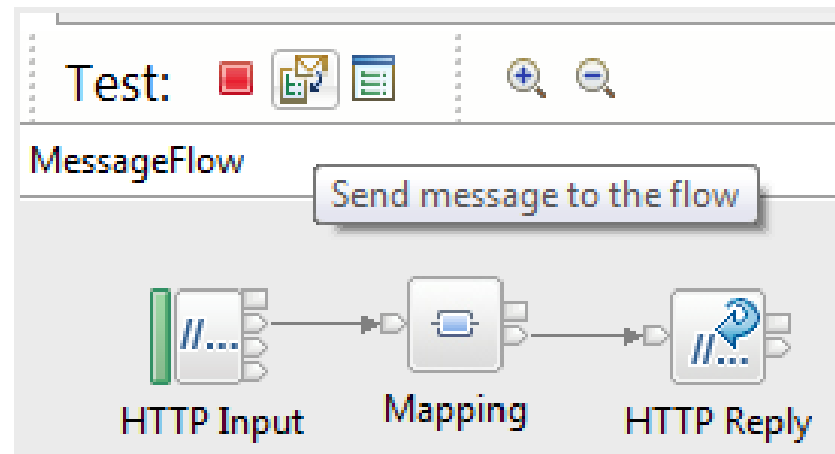 Test:
MessageFlow
Send message to the flow
//...
//...
HTTP Input
Mapping
HTTP Reply